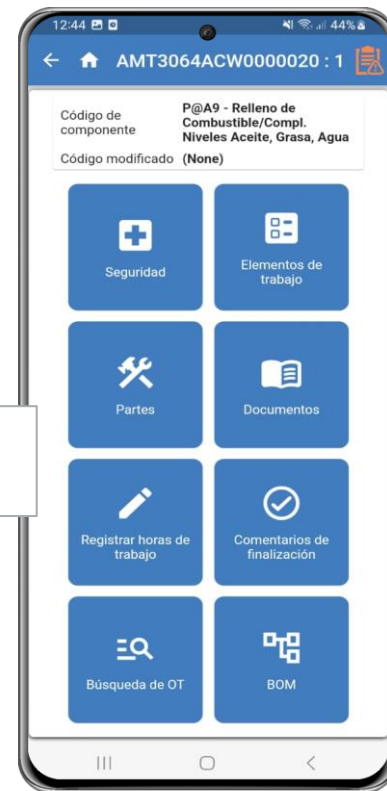 12:44
44%
AMT3064ACW0000020 : 1
Código de
componente
P@A9 - Relleno de
Combustible/Compl.
Niveles Aceite, Grasa, Agua
Código modificado (None)
Seguridad
Elementos de
trabajo
Partes
Documentos
Registrar horas de
trabajo
Comentarios de
finalización
Búsqueda de OT
BOM